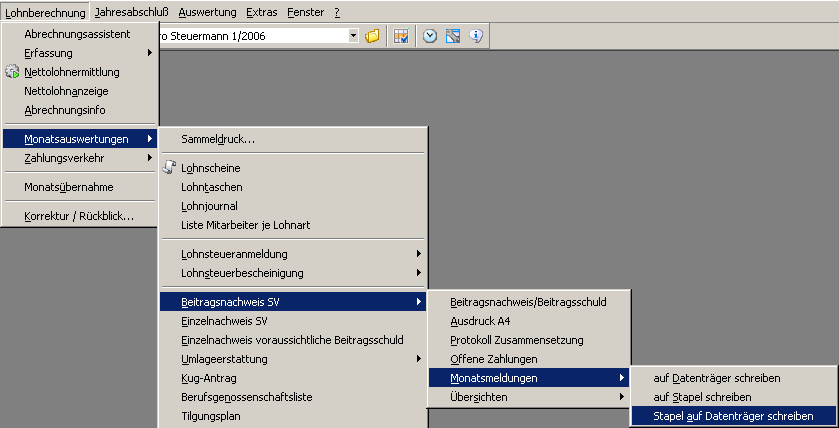 Lohnberechnung Jahresabschluß Auswertung Extras Fenster ?
ro Steuermann 1/2006
Abrechnungsassistent
Erfassung
Nettolohnermittlung
Nettolohnanzeige
Abrechnungsinfo
Monatsauswertungen
Zahlungsverkehr
Monatsübernahme
Korrektur / Rückblick...
Sammeldruck...
Lohnscheine
Lohntaschen
Lohnjournal
Liste Mitarbeiter je Lohnart
Lohnsteueranmeldung
Lohnsteuerbescheinigung
Beitragsnachweis SV
Einzelnachweis SV
Einzelnachweis voraussichtliche Beitragsschuld
Umlageerstattung
Kug-Antrag
Berufsgenossenschaftsliste
Tilgungsplan
Beitragsnachweis/Beitragsschuld
Ausdruck A4
Protokoll Zusammensetzung
Offene Zahlungen
Monatsmeldungen
Übersichten
auf Datenträger schreiben
auf Stapel schreiben
Stapel auf Datenträger schreiben